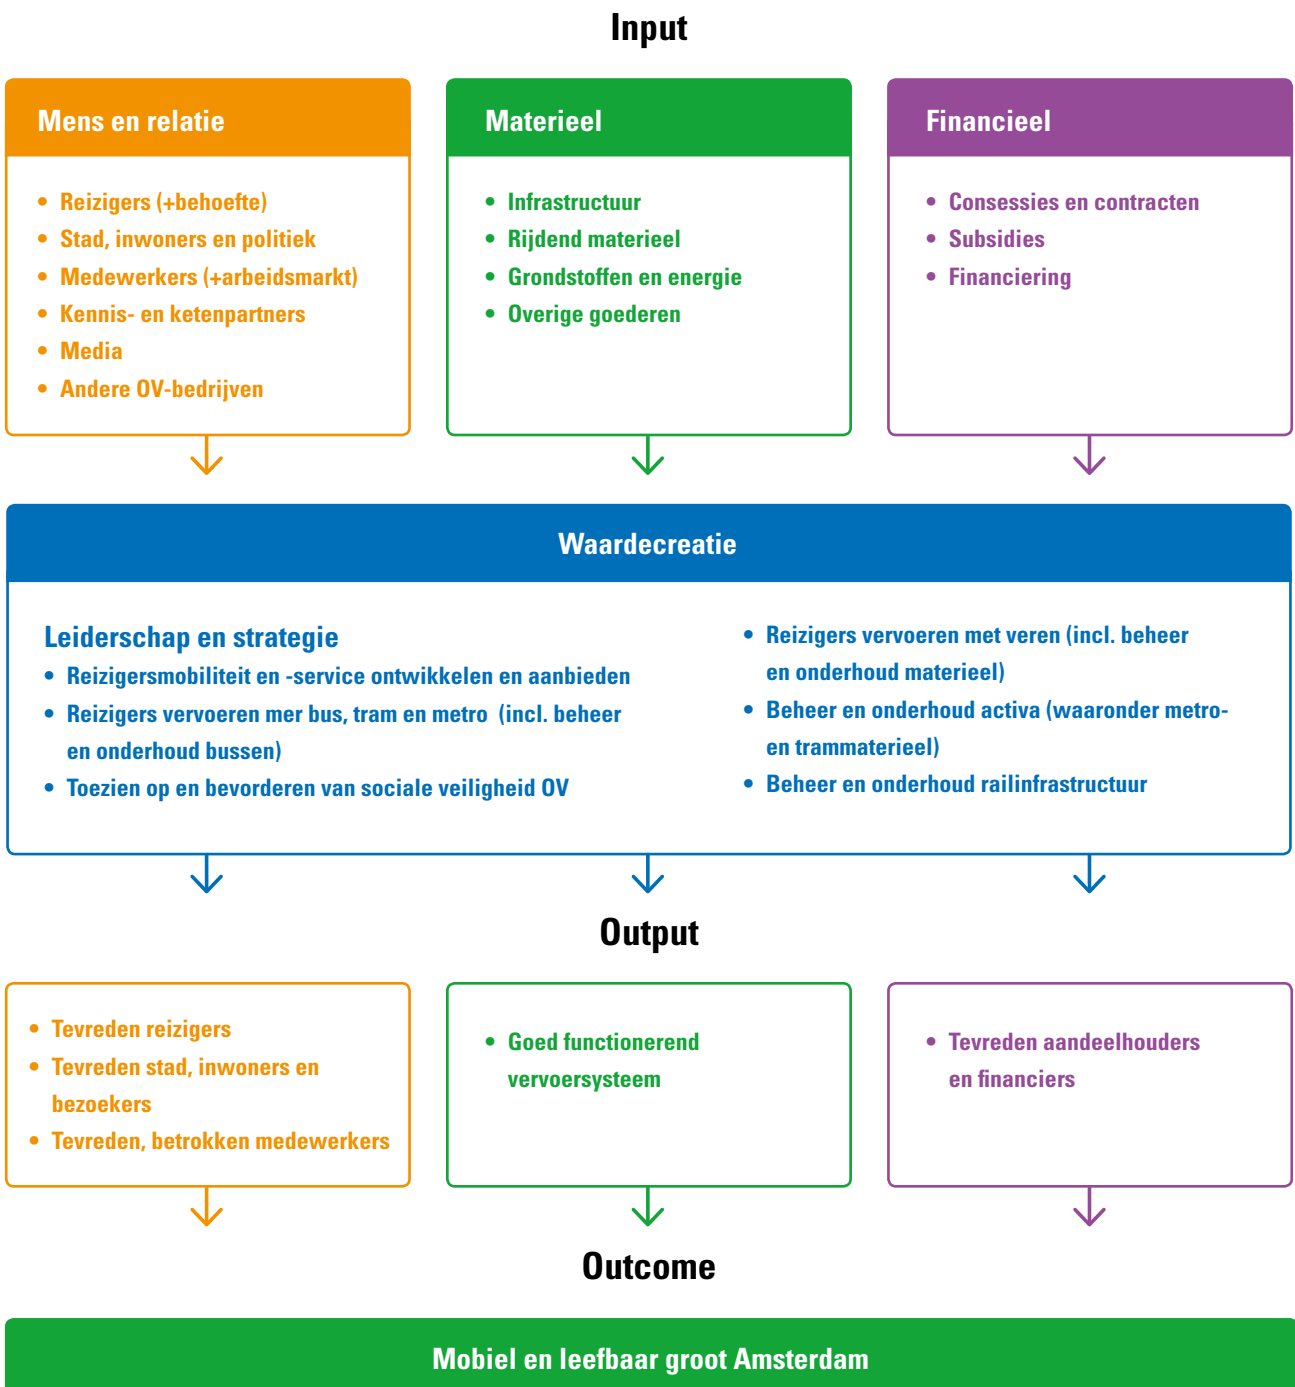 Input
Mens en relatie
• Reizigers (+behoefte)
• Stad, inwoners en politiek
• Medewerkers (+arbeidsmarkt)
• Kennis- en ketenpartners
• Media
• Andere OV-bedrijven
Materieel
• Infrastructuur
• Rijdend materieel
• Grondstoffen en energie
• Overige goederen
Financieel
• Consessies en contracten
• Subsidies
• Financiering
Waardecreatie
Leiderschap en strategie
• Reizigersmobiliteit en -service ontwikkelen en aanbieden
• Reizigers vervoeren mer bus, tram en metro (incl. beheer
en onderhoud bussen)
• Toezien op en bevorderen van sociale veiligheid OV
• Reizigers vervoeren met veren (incl. beheer
en onderhoud materieel)
• Beheer en onderhoud activa (waaronder metro-
en trammaterieel)
• Beheer en onderhoud railinfrastructuur
Output
• Tevreden reizigers
• Tevreden stad, inwoners en
bezoekers
• Tevreden, betrokken medewerkers
• Goed functionerend
vervoersysteem
• Tevreden aandeelhouders
en financiers
Outcome
Mobiel en leefbaar groot Amsterdam